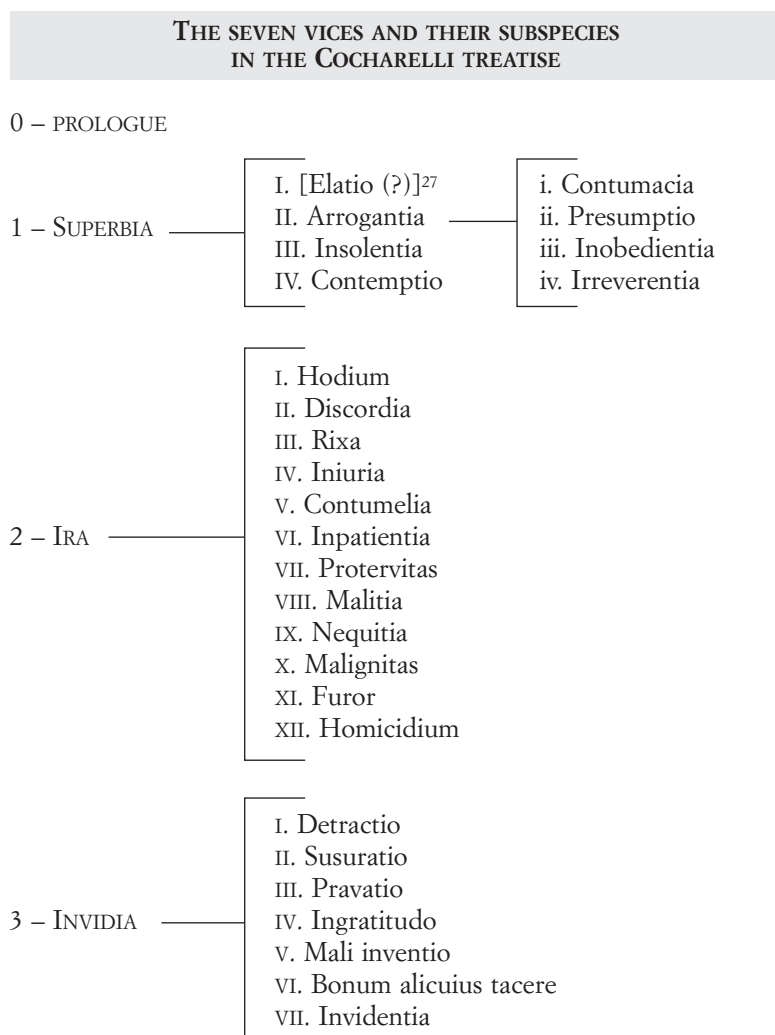 THE SEVEN VICES AND THEIR SUBSPECIES
IN THE COCHARELLI TREATISE
0 – PROLOGUE
1 – SUPERBIA
I. [Elatio (?)]27
II. Arrogantia
III. Insolentia
IV. Contemptio
i. Contumacia
ii. Presumptio
iii. Inobedientia
iv. Irreverentia
2 – IRA
I. Hodium
II. Discordia
III. Rixa
IV. Iniuria
V. Contumelia
VI. Inpatientia
VII. Protervitas
VIII. Malitia
IX. Nequitia
X. Malignitas
XI. Furor
XII. Homicidium
3 – INVIDIA
I. Detractio
II. Susuratio
III. Pravatio
IV. Ingratitudo
V. Mali inventio
VI. Bonum alicuius tacere
VII. Invidentia